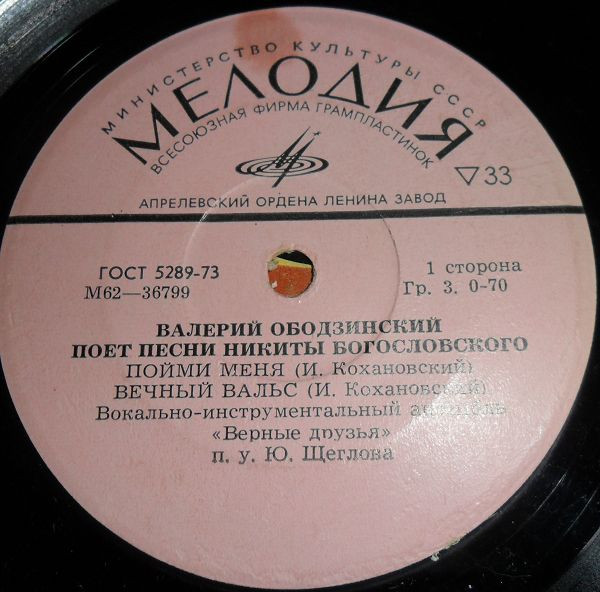 МИНИСТЕРСТВО КУЛЬТУРЫ СССР
МЕЛОДИЯ
ВСЕСОЮЗНАЯ ФИРМА ГРАМПЛАСТИНОК
▽33
АПРЕЛЕВСКИЙ ОРДЕНА ЛЕНИНА ЗАВОД
ГОСТ 5289-73
1 сторона
М62—36799
Гр. 3. 0-70
ВАЛЕРИЙ ОБОДЗИНСКИЙ
ПОЕТ ПЕСНИ НИКИТЫ БОГОСЛОВСКОГО
ПОЙМИ МЕНЯ (И. Кохановский)
ВЕЧНЫЙ ВАЛЬС (И. Кохановский)
Вокально-инструментальный ансамбль
«Верные друзья»
п. у. Ю. Щеглова